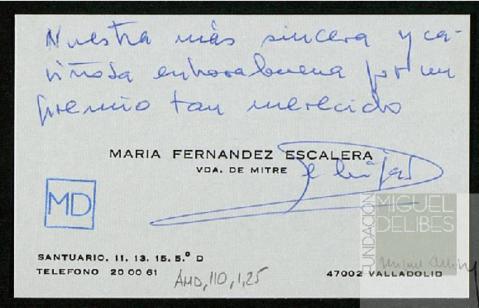 Nuestra más sincera y ca-
riñosa enhorabuena por un
premio tan merecido
MARIA FERNANDEZ ESCALERA
VDA. DE MITRE
e hijas
MD
FUNDACIÓN
MIGUEL
DELIBES
SANTUARIO. 11. 13. 15. 5.º D
TELEFONO 20 00 61
AMD, 110, 1, 25
47002 VALLADOLID